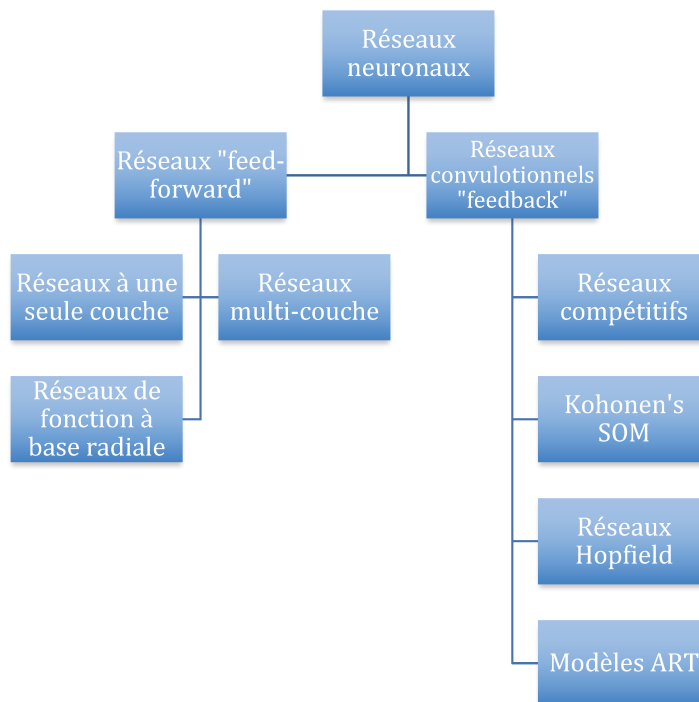 Réseaux
neuronaux
Réseaux "feed-
forward"
Réseaux
convulotionnels
"feedback"
Réseaux à une
seule couche
Réseaux
multi-couche
Réseaux de
fonction à
base radiale
Réseaux
compétitifs
Kohonen's
SOM
Réseaux
Hopfield
Modèles ART